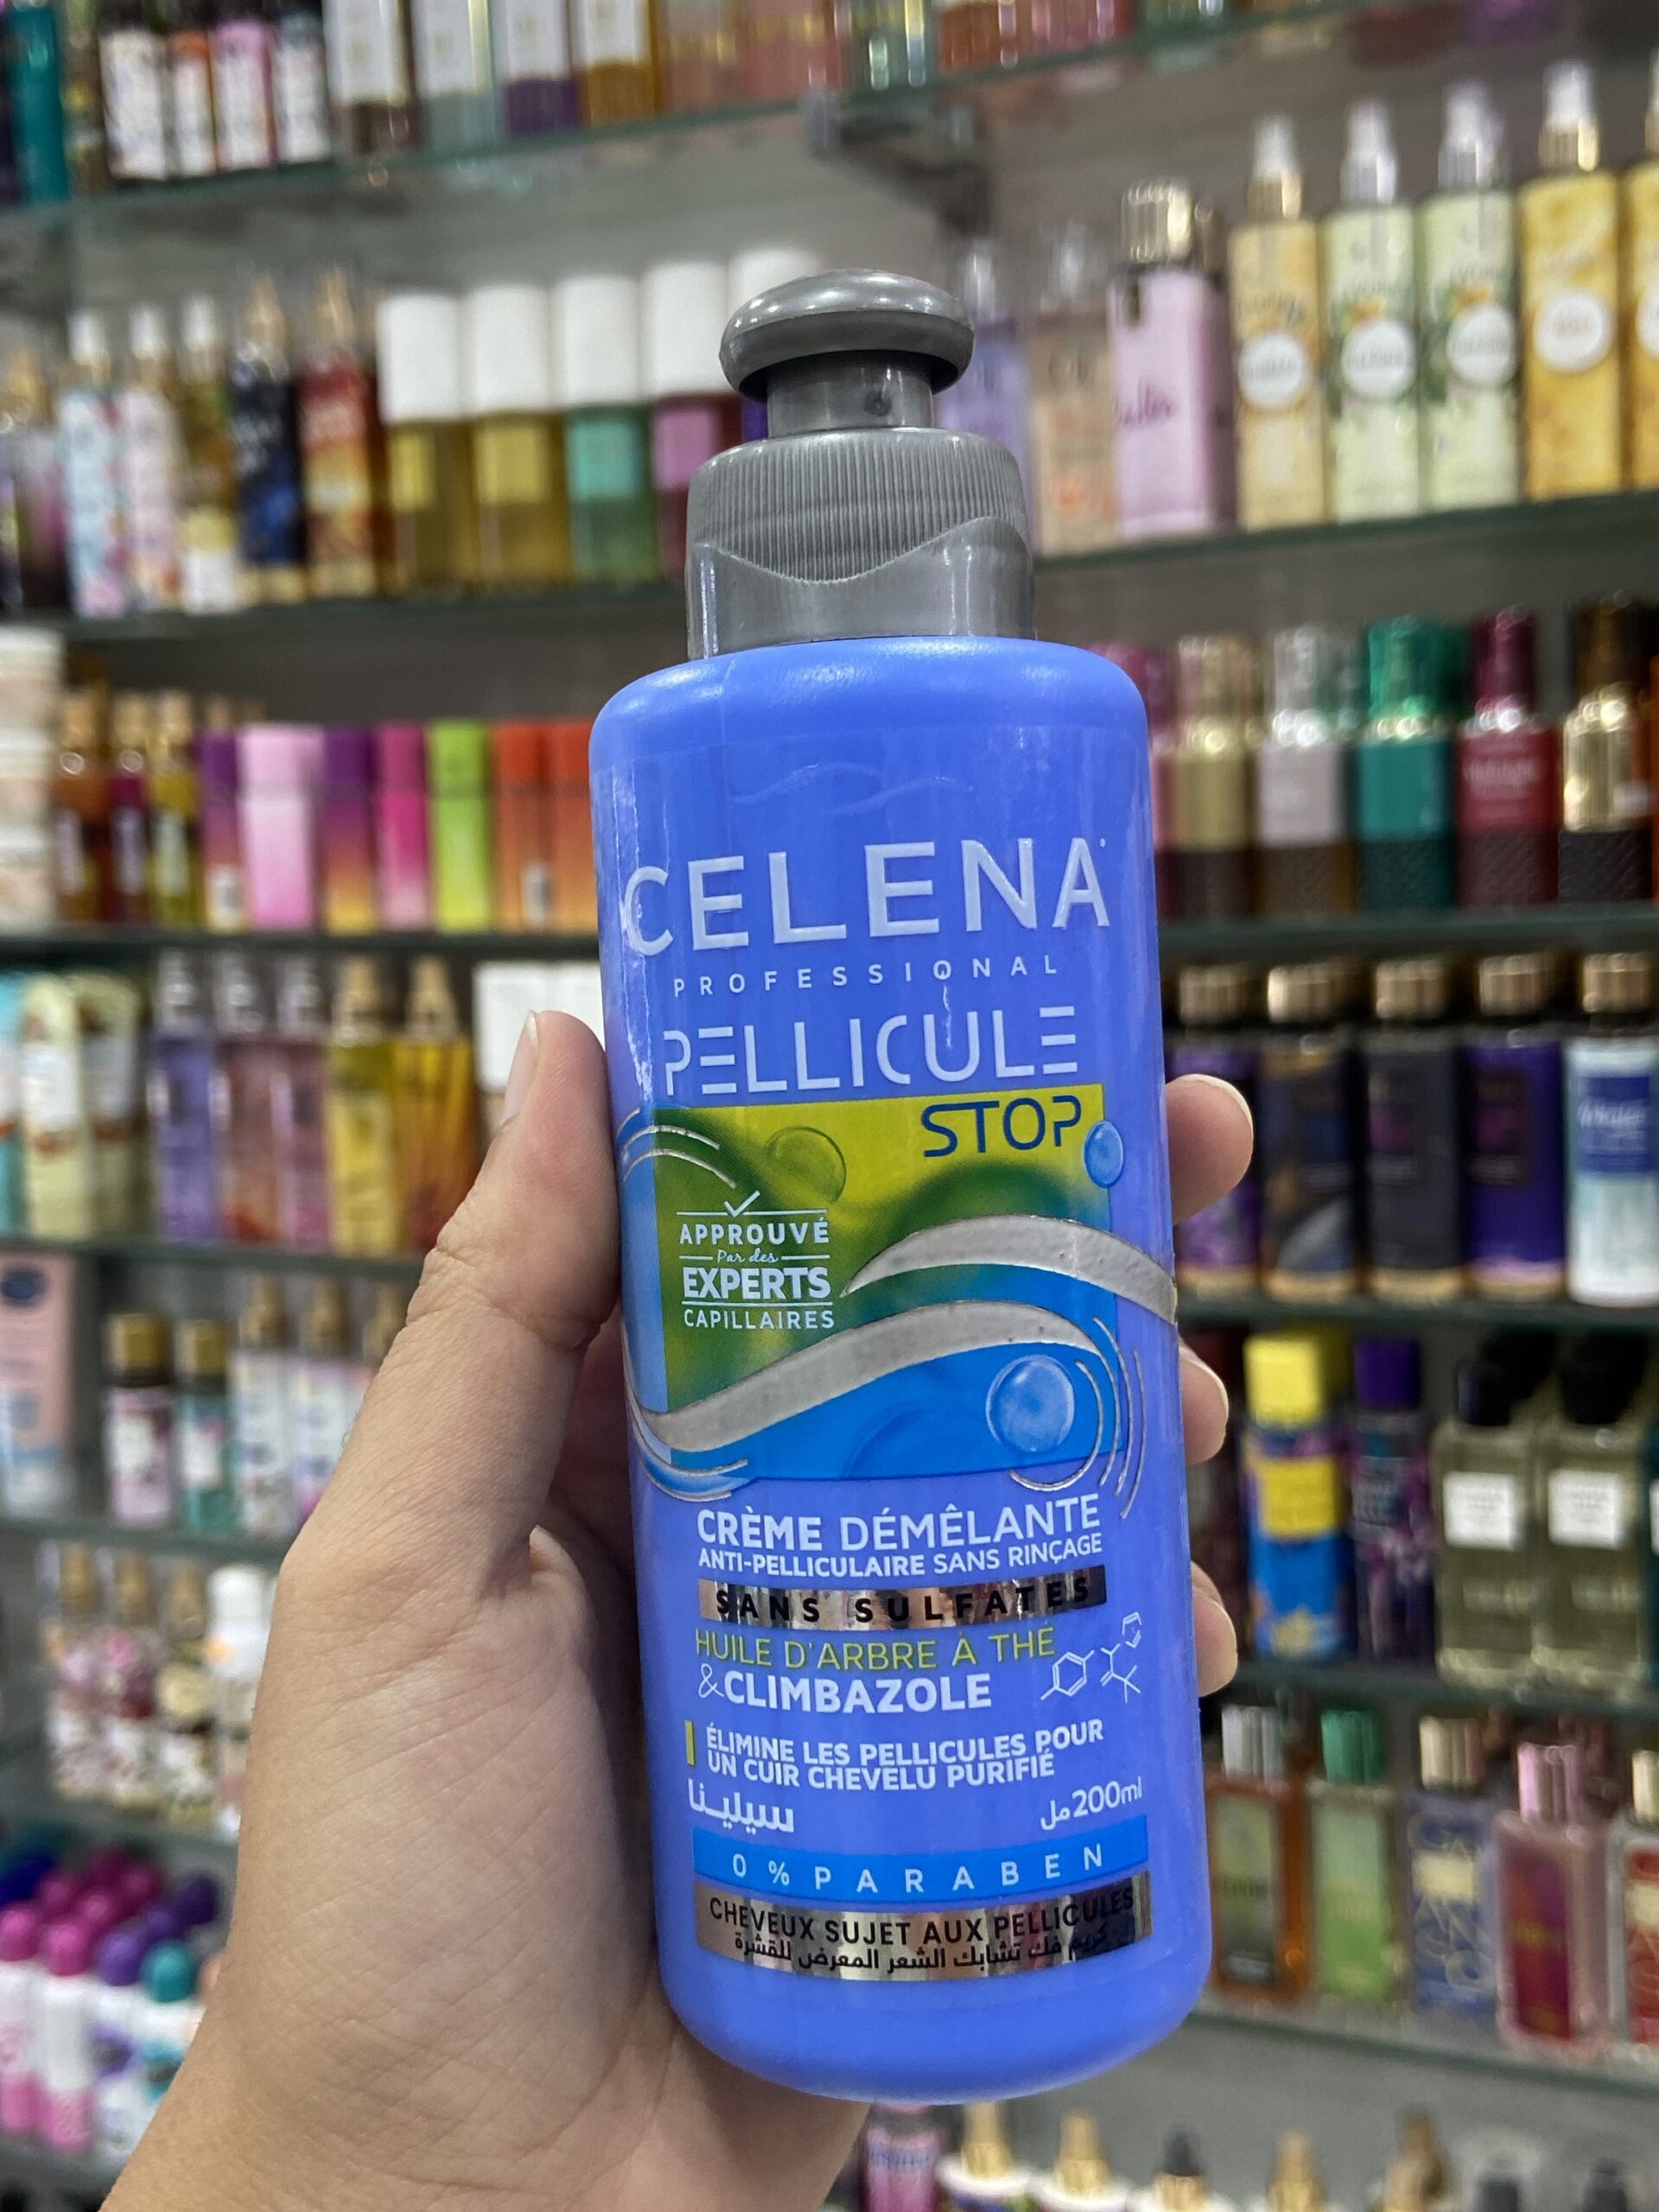 CELENA
PROFESSIONAL
PELLICULE
STOP
APPROUVÉ
Par des
EXPERTS
CAPILLAIRES
CRÈME DÉMÊLANTE
ANTI-PELLICULAIRE SANS RINÇAGE
SANS SULFATES
HUILE D'ARBRE À THÉ
&CLIMBAZOLE
ÉLIMINE LES PELLICULES POUR
UN CUIR CHEVELU PURIFIÉ
سيلينا
200ml مل
0% PARABEN
CHEVEUX SUJET AUX PELLICULES
كريم فك تشابك الشعر المعرض للقشرة